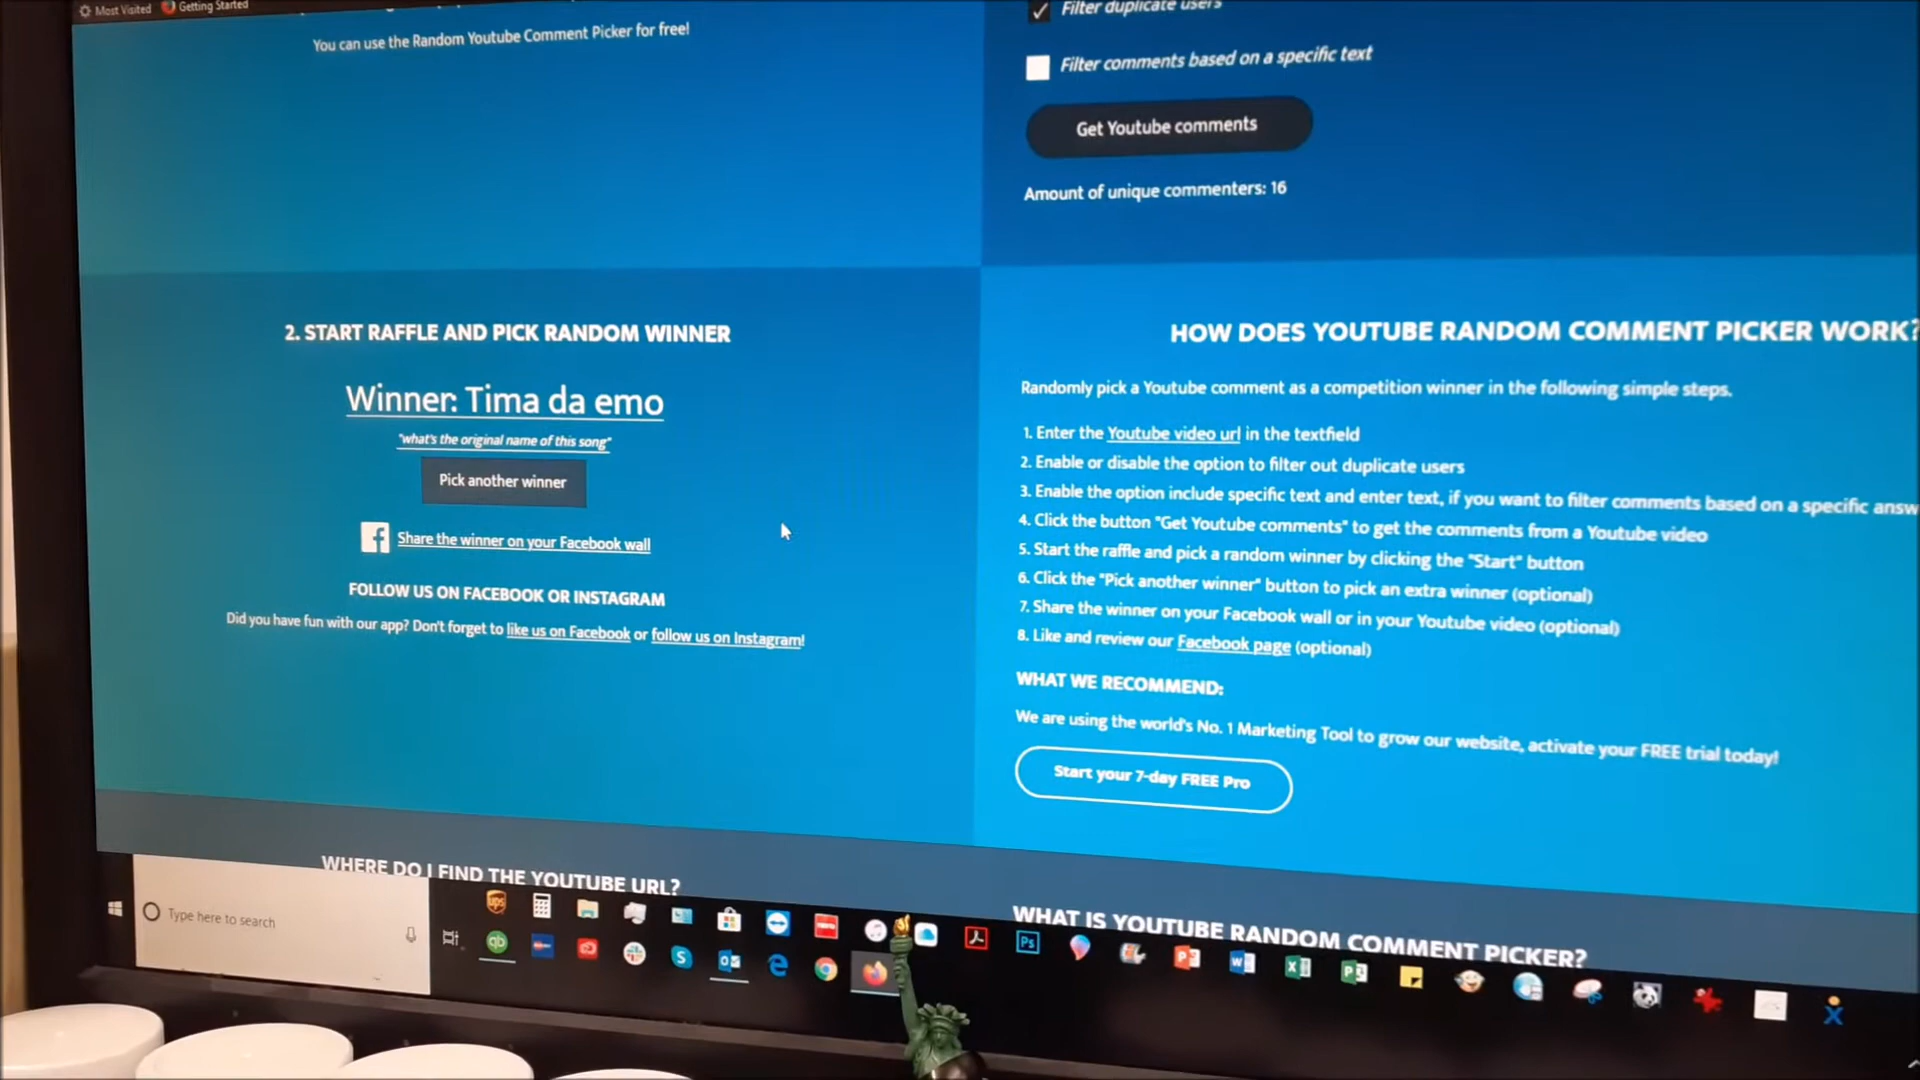 Most Visited
Getting Started
You can use the Random Youtube Comment Picker for free!
Filter duplicate users
Filter comments based on a specific text
Get Youtube comments
Amount of unique commenters: 16
2. START RAFFLE AND PICK RANDOM WINNER
Winner: Tima da emo
"what's the original name of this song"
Pick another winner
Share the winner on your Facebook wall
FOLLOW US ON FACEBOOK OR INSTAGRAM
Did you have fun with our app? Don't forget to like us on Facebook or follow us on Instagram!
HOW DOES YOUTUBE RANDOM COMMENT PICKER WORK?
Randomly pick a Youtube comment as a competition winner in the following simple steps.
1. Enter the Youtube video url in the textfield
2. Enable or disable the option to filter out duplicate users
3. Enable the option include specific text and enter text, if you want to filter comments based on a specific answ
4. Click the button "Get Youtube comments" to get the comments from a Youtube video
5. Start the raffle and pick a random winner by clicking the "Start" button
6. Click the "Pick another winner" button to pick an extra winner (optional)
7. Share the winner on your Facebook wall or in your Youtube video (optional)
8. Like and review our Facebook page (optional)
WHAT WE RECOMMEND:
We are using the world's No. 1 Marketing Tool to grow our website, activate your FREE trial today!
Start your 7-day FREE Pro
WHERE DO I FIND THE YOUTUBE URL?
WHAT IS YOUTUBE RANDOM COMMENT PICKER?
Type here to search
ups
qb
Ps